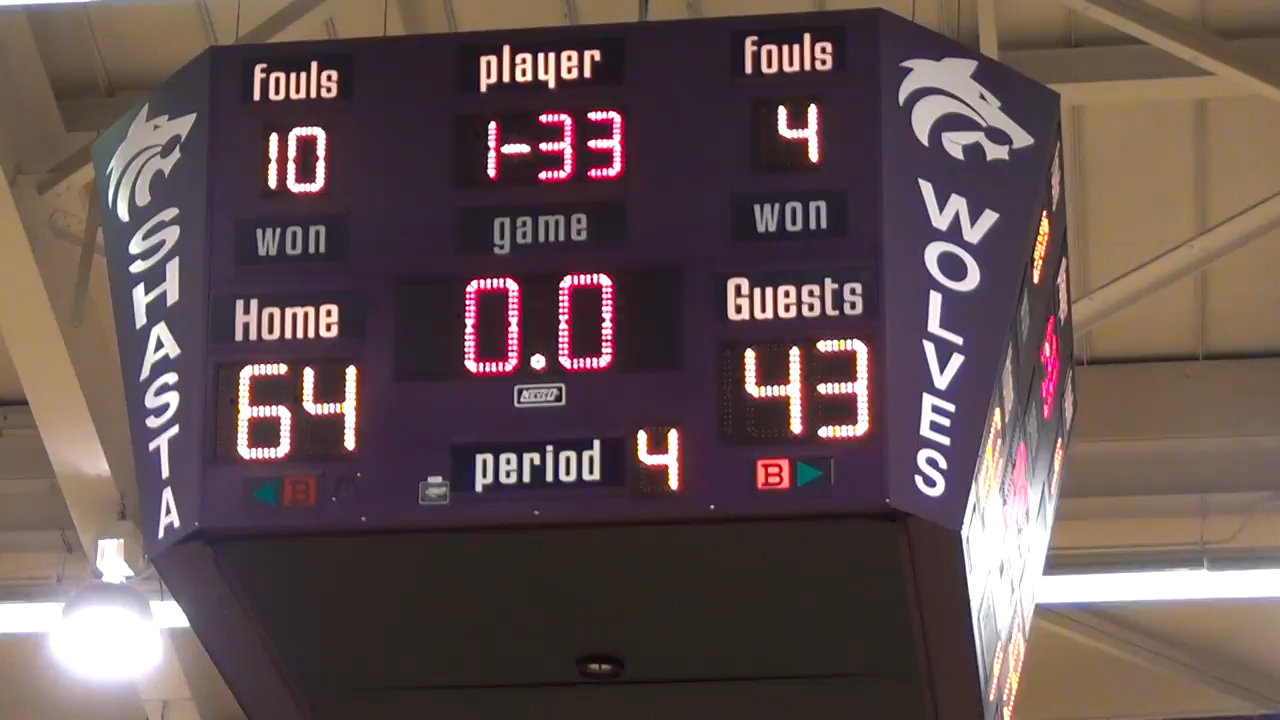 fouls player fouls
10 1-33 4
won game won
Home 0.0 Guests
64 43
B period 4 B
SHASTA
WOLVES